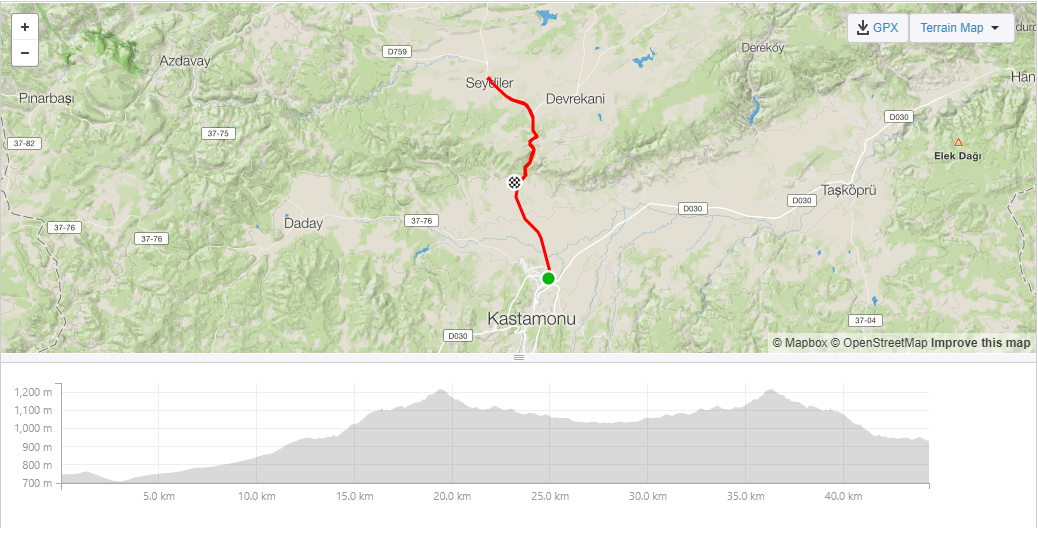 +
−
GPX
Terrain Map
D759
Azdavay
Dereköy
Seydiler
Pınarbaşı
Devrekani
D030
37-75
37-82
Elek Dağı
Taşköprü
D030
D030
37-76
Daday
37-76
37-76
Kastamonu
37-04
D030
© Mapbox © OpenStreetMap Improve this map
1,200 m
1,100 m
1,000 m
900 m
800 m
700 m
5.0 km
10.0 km
15.0 km
20.0 km
25.0 km
30.0 km
35.0 km
40.0 km